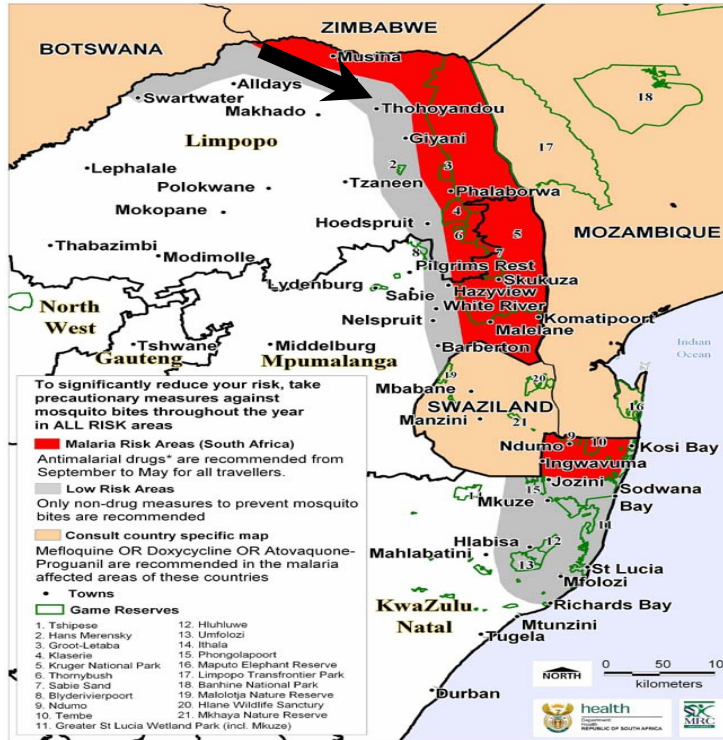 ZIMBABWE
BOTSWANA
Musina
Alldays
Swartwater
Makhado
Thohoyandou
18
Limpopo
Giyani
17
2
3
Lephalale
Tzaneen
Polokwane
Phalaborwa
Mokopane
4
5
Hoedspruit
6
MOZAMBIQUE
Thabazimbi
8
7
Modimolle
Pilgrims Rest
Lydenburg
Skukuza
Sabie
Hazyview
North
West
White River
Nelspruit
Komatipoort
Malelane
Indian
Ocean
Tshwane
Middelburg
Barberton
Gauteng
Mpumalanga
19
20
Mbabane
SWAZILAND
16
Manzini
21
9
10
Ndumo
Kosi Bay
Ingwavuma
Jozini
14
15
Sodwana
Bay
Mkuze
11
Hlabisa
12
Mahlabatini
13
St Lucia
Mfolozi
KwaZulu
Natal
Richards Bay
Mtunzini
Tugela
Durban
To significantly reduce your risk, take
precautionary measures against
mosquito bites throughout the year
in ALL RISK areas
Malaria Risk Areas (South Africa)
Antimalarial drugs* are recommended from
September to May for all travellers.
Low Risk Areas
Only non-drug measures to prevent mosquito
bites are recommended
Consult country specific map
Mefloquine OR Doxycycline OR Atovaquone-
Proguanil are recommended in the malaria
affected areas of these countries
Towns
Game Reserves
1. Tshipese
2. Hans Merensky
3. Groot-Letaba
4. Klaserie
5. Kruger National Park
6. Thornybush
7. Sabie Sand
8. Blyderivierpoort
9. Ndumo
10. Tembe
11. Greater St Lucia Wetland Park (incl. Mkuze)
12. Hluhluwe
13. Umfolozi
14. Ithala
15. Phongolapoort
16. Maputo Elephant Reserve
17. Limpopo Transfrontier Park
18. Banhine National Park
19. Malolotja Nature Reserve
20. Hlane Wildlife Sanctury
21. Mkhaya Nature Reserve
NORTH
0 50 10
kilometers
health
Department:
Health
REPUBLIC OF SOUTH AFRICA
MRC